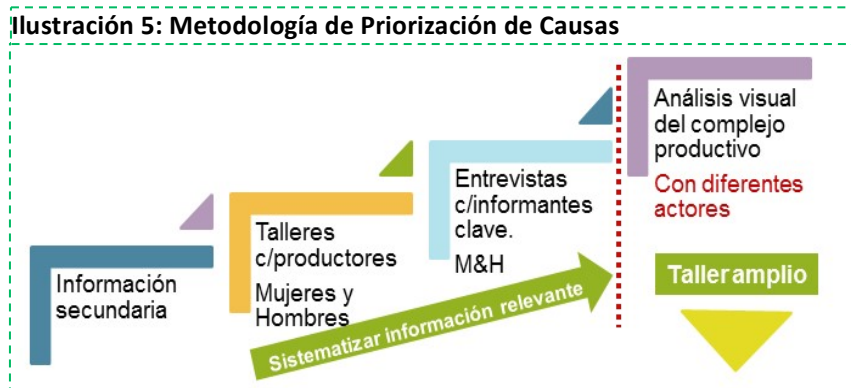 Ilustración 5: Metodología de Priorización de Causas
Información
secundaria
Talleres
c/productores
Mujeres y
Hombres
Entrevistas
c/informantes
clave.
M&H
Sistematizar información relevante
Análisis visual
del complejo
productivo
Con diferentes
actores
Taller amplio